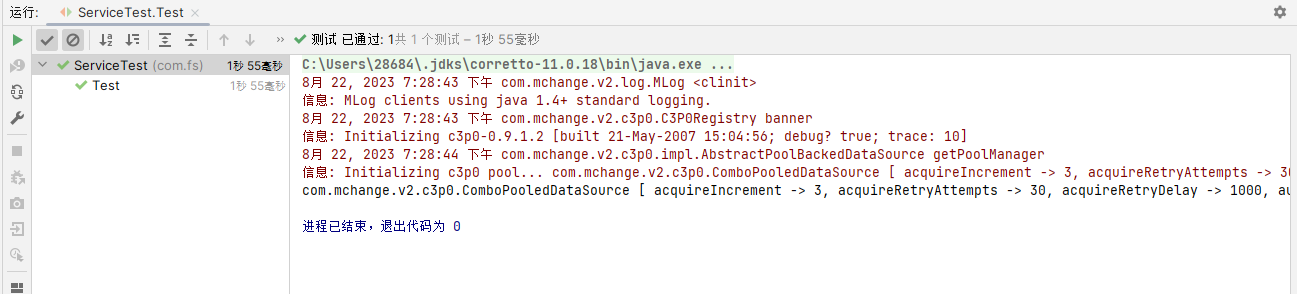 运行: ServiceTest.Test
测试 已通过: 1共 1 个测试 – 1秒 55毫秒
ServiceTest (com.fs) 1秒 55毫秒
Test 1秒 55毫秒
C:\Users\28684\.jdks\corretto-11.0.18\bin\java.exe ...
8月 22, 2023 7:28:43 下午 com.mchange.v2.log.MLog <clinit>
信息: MLog clients using java 1.4+ standard logging.
8月 22, 2023 7:28:43 下午 com.mchange.v2.c3p0.C3P0Registry banner
信息: Initializing c3p0-0.9.1.2 [built 21-May-2007 15:04:56; debug? true; trace: 10]
8月 22, 2023 7:28:44 下午 com.mchange.v2.c3p0.impl.AbstractPoolBackedDataSource getPoolManager
信息: Initializing c3p0 pool... com.mchange.v2.c3p0.ComboPooledDataSource [ acquireIncrement -> 3, acquireRetryAttempts -> 30
com.mchange.v2.c3p0.ComboPooledDataSource [ acquireIncrement -> 3, acquireRetryAttempts -> 30, acquireRetryDelay -> 1000,
进程已结束，退出代码为 0